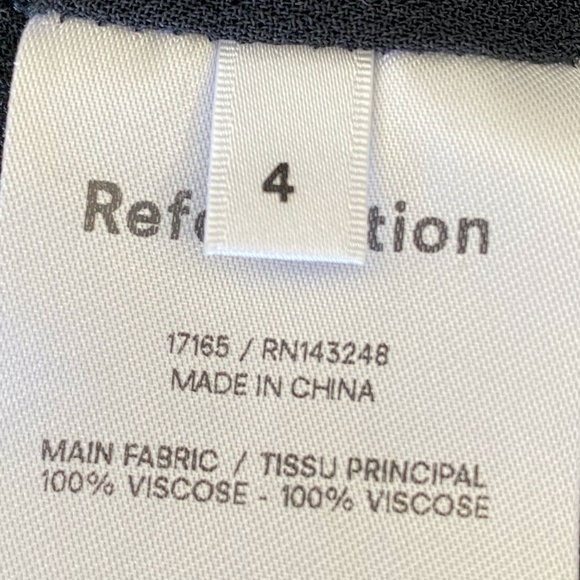 4
Ref tion
17165 / RN143248
MADE IN CHINA
MAIN FABRIC / TISSU PRINCIPAL
100% VISCOSE - 100% VISCOSE